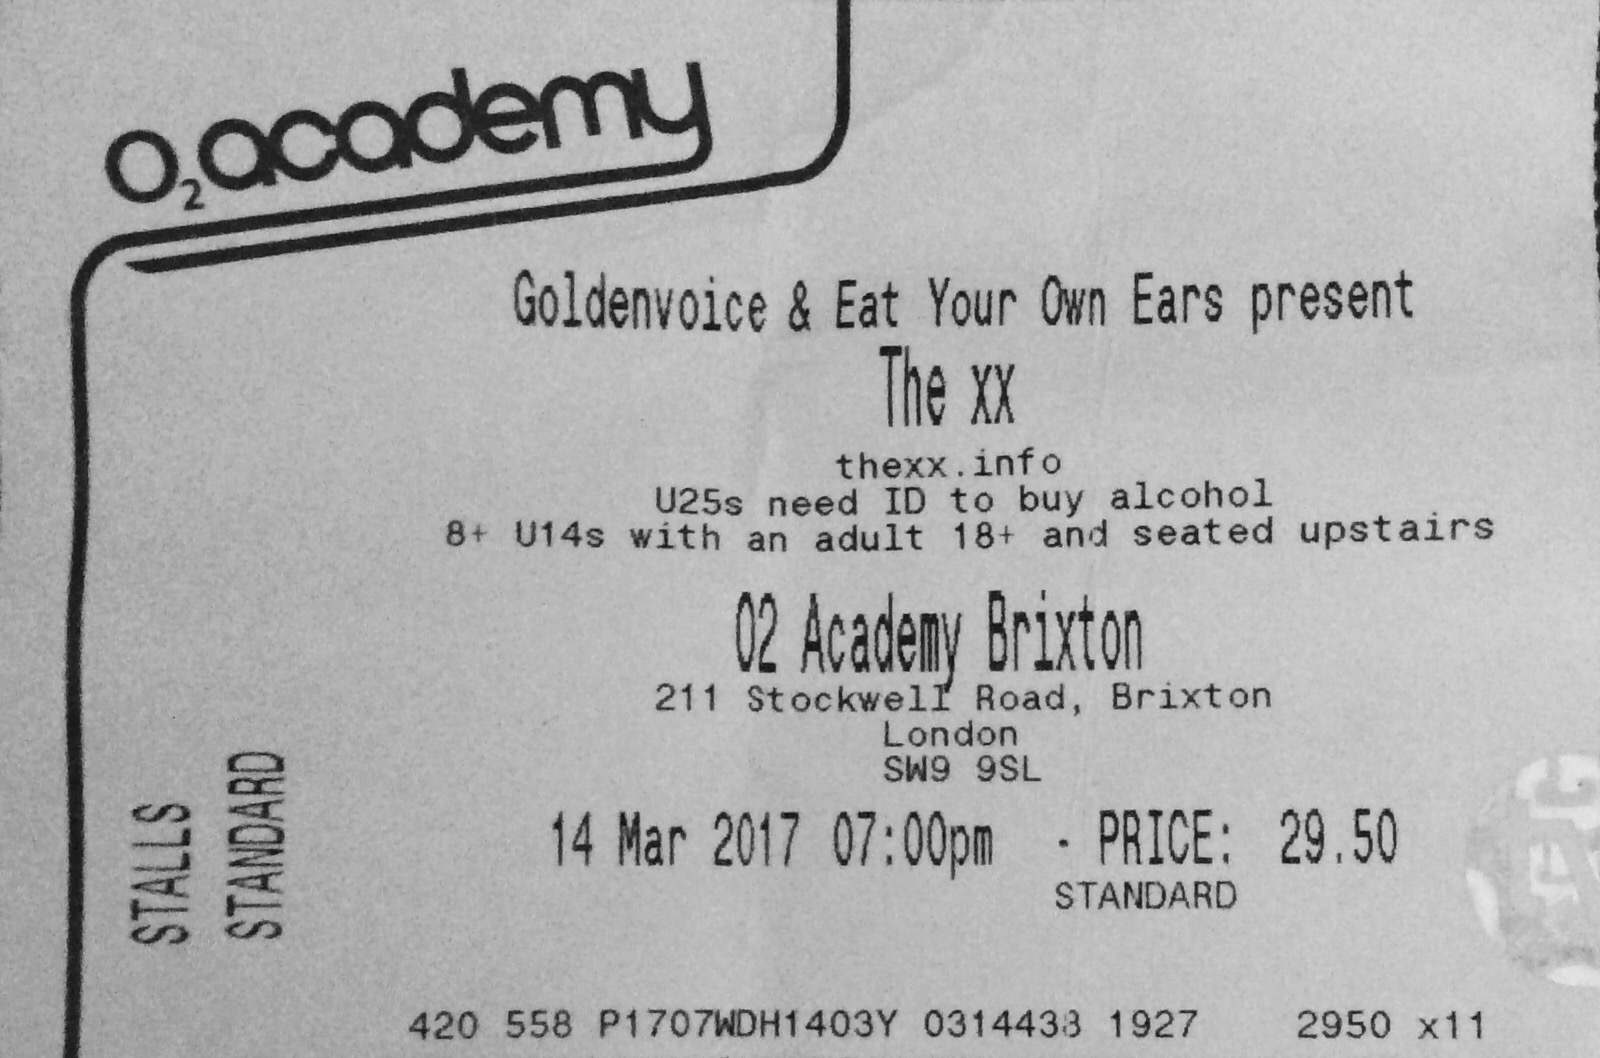 O2 academy
Goldenvoice & Eat Your Own Ears present
The xx
thexx.info
U25s need ID to buy alcohol
8+ U14s with an adult 18+ and seated upstairs
O2 Academy Brixton
211 Stockwell Road, Brixton
London
SW9 9SL
14 Mar 2017 07:00pm - PRICE: 29.50
STANDARD
STALLS
STANDARD
420 558 P1707WDH1403Y 0314438 1927 2950 x11